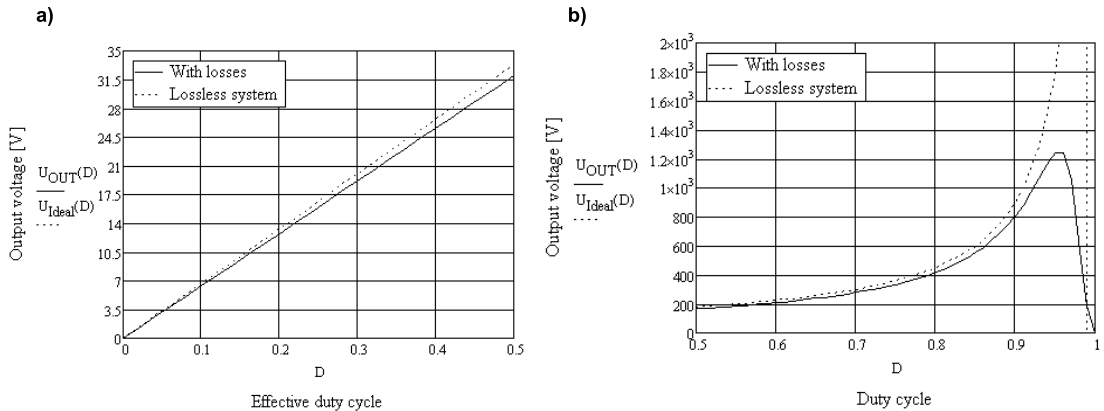 a)
35
31.5
28
24.5
21
17.5
14
10.5
7
3.5
0
With losses
Lossless system
Output voltage [V]
U_OUT(D)
U_Ideal(D)
0
0.1
0.2
0.3
0.4
0.5
D
Effective duty cycle
b)
2×10³
1.8×10³
1.6×10³
1.4×10³
1.2×10³
1×10³
800
600
400
200
0
With losses
Lossless system
Output voltage [V]
U_OUT(D)
U_Ideal(D)
0.5
0.6
0.7
0.8
0.9
1
D
Duty cycle